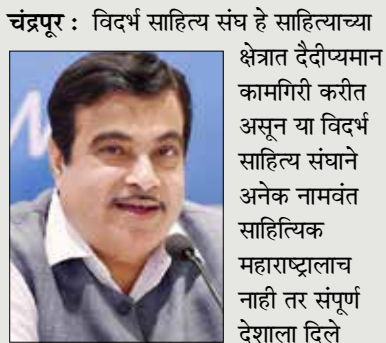 चंद्रपूर : विदर्भ साहित्य संघ हे साहित्याच्या
क्षेत्रात दैदीप्यमान
कामगिरी करीत
असून या विदर्भ
साहित्य संघाने
अनेक नामवंत
साहित्यिक
महाराष्ट्रालाच
नाही तर संपूर्ण
देशाला दिले